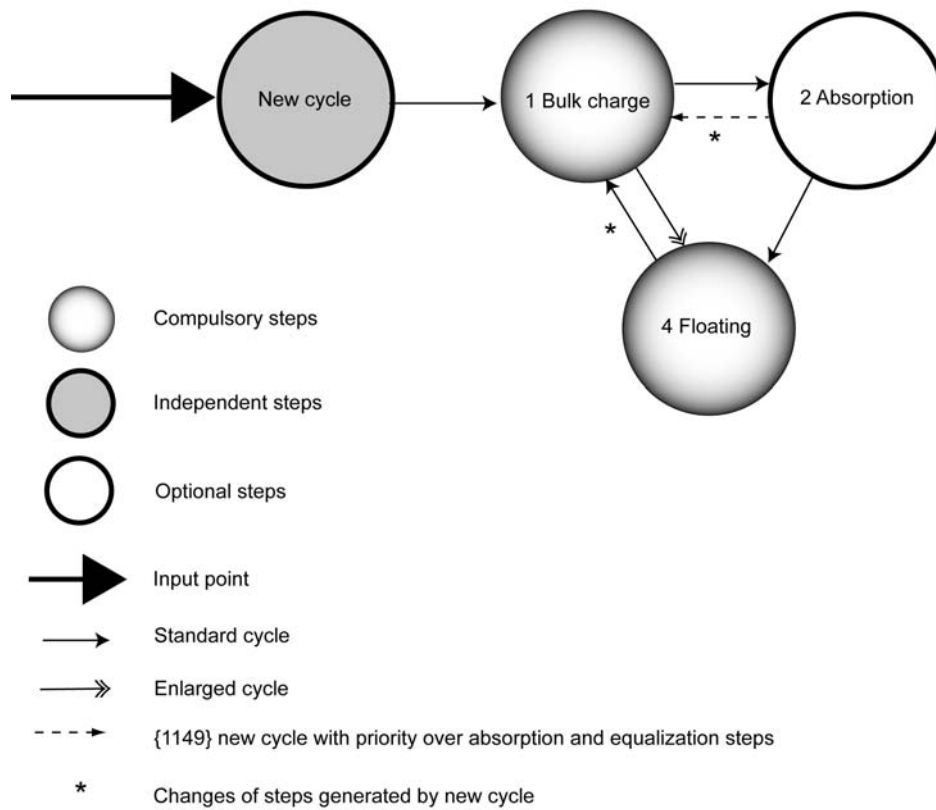 New cycle
1 Bulk charge
2 Absorption
*
*
4 Floating
Compulsory steps
Independent steps
Optional steps
Input point
Standard cycle
Enlarged cycle
{1149} new cycle with priority over absorption and equalization steps
* Changes of steps generated by new cycle